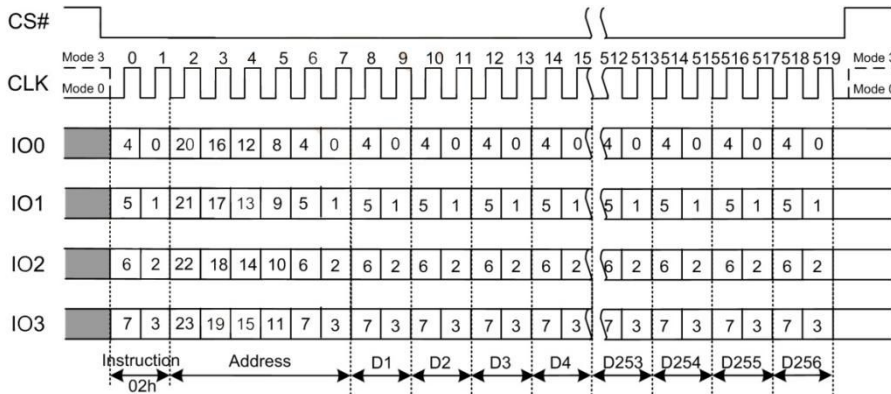 CS#
Mode 3 0 1 2 3 4 5 6 7 8 9 10 11 12 13 14 15 512 513 514 515 516 517 518 519 Mode 3
CLK
Mode 0 Mode 0
IO0 4 0 20 16 12 8 4 0 4 0 4 0 4 0 4 0 4 0 4 0 4 0 4 0
IO1 5 1 21 17 13 9 5 1 5 1 5 1 5 1 5 1 5 1 5 1 5 1 5 1
IO2 6 2 22 18 14 10 6 2 6 2 6 2 6 2 6 2 6 2 6 2 6 2 6 2
IO3 7 3 23 19 15 11 7 3 7 3 7 3 7 3 7 3 7 3 7 3 7 3 7 3
Instruction Address D1 D2 D3 D4 D253 D254 D255 D256
02h